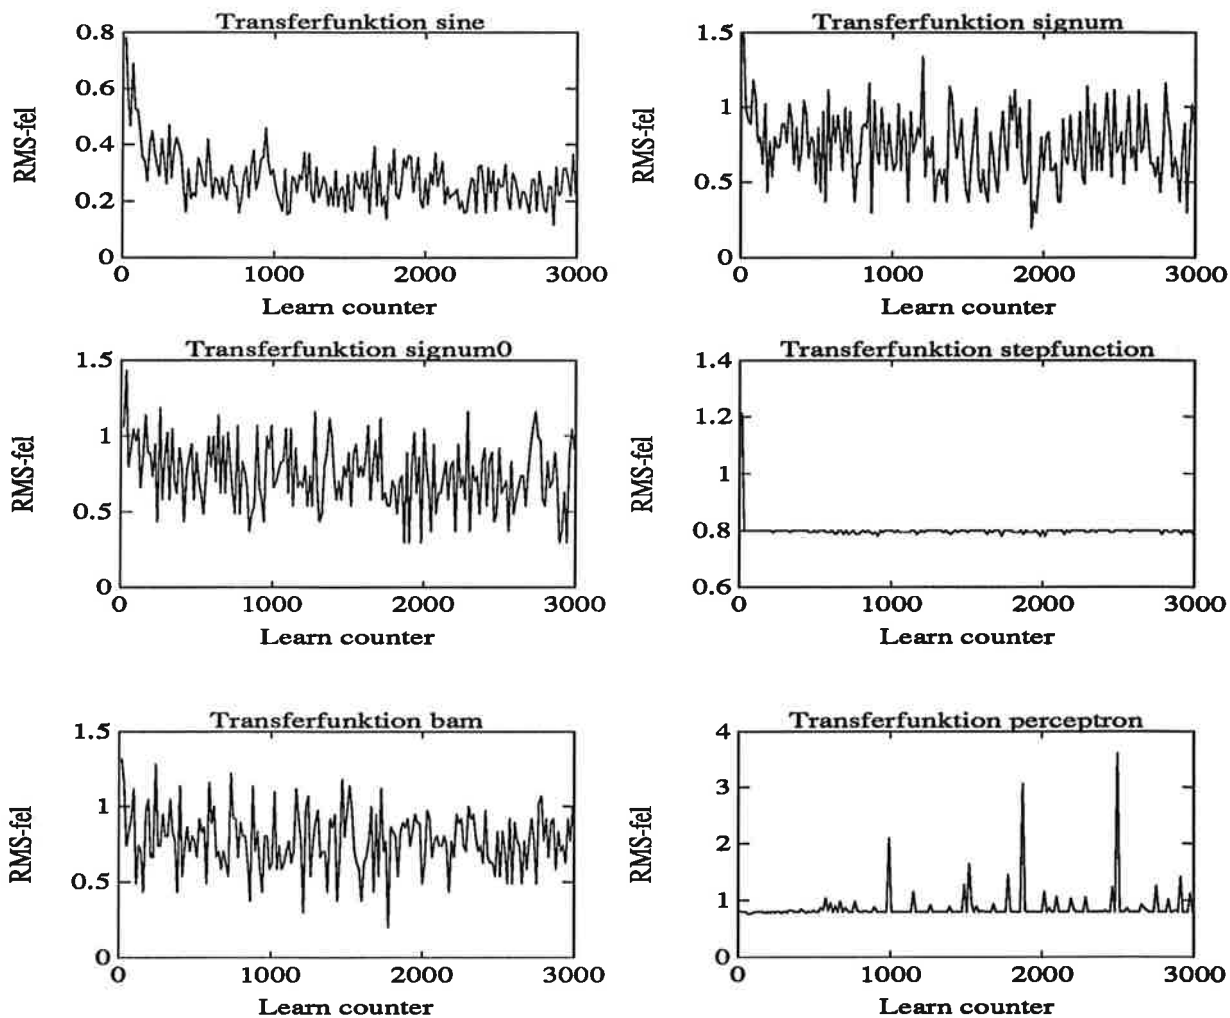 Transferfunktion sine
0.8
0.6
0.4
0.2
0
RMS-fel
0 1000 2000 3000
Learn counter
Transferfunktion signum
1.5
1
0.5
0
RMS-fel
0 1000 2000 3000
Learn counter
Transferfunktion signum0
1.5
1
0.5
0
RMS-fel
0 1000 2000 3000
Learn counter
Transferfunktion stepfunction
1.4
1.2
1
0.8
0.6
RMS-fel
0 1000 2000 3000
Learn counter
Transferfunktion bam
1.5
1
0.5
0
RMS-fel
0 1000 2000 3000
Learn counter
Transferfunktion perceptron
4
3
2
1
0
RMS-fel
0 1000 2000 3000
Learn counter